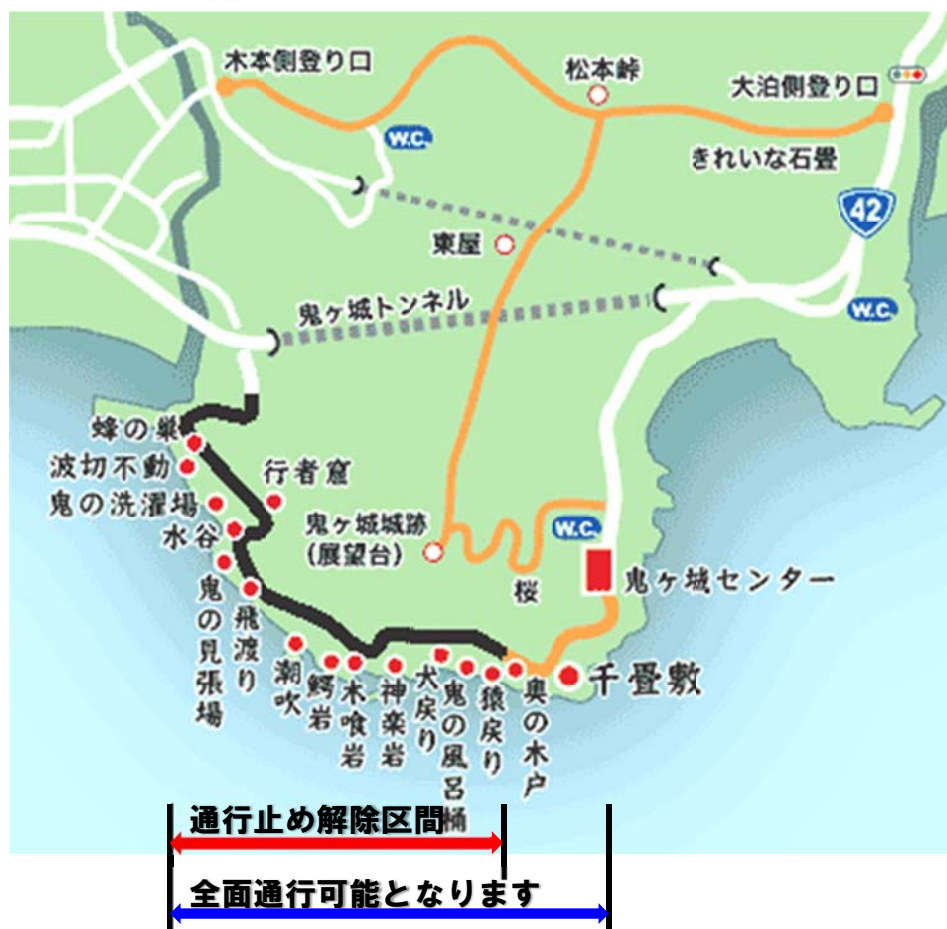 木本側登り口
松本峠
大泊側登り口
W.C.
きれいな石畳
42
東屋
鬼ヶ城トンネル
W.C.
蜂の巣
波切不動
行者窟
鬼の洗濯場
水谷
鬼ヶ城城跡
(展望台)
W.C.
桜
鬼ヶ城センター
鬼の見張場
飛渡り
潮吹
鰐岩
木喰岩
神楽岩
犬戻り
鬼の風呂桶
猿戻り
奥の木戸
千畳敷
通行止め解除区間
全面通行可能となります